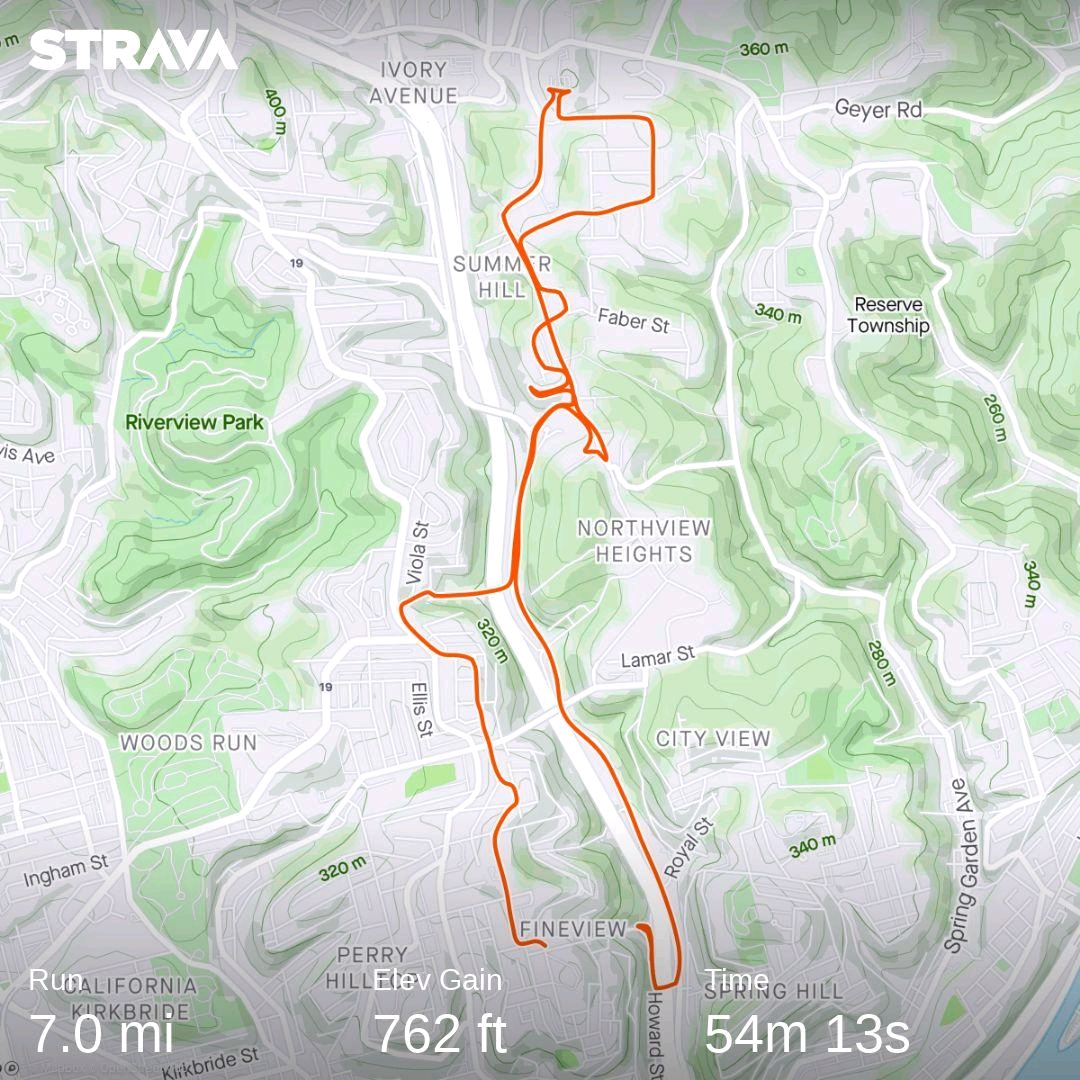 STRAVA
360 m
IVORY
AVENUE
400 m
Geyer Rd
19
SUMMER
HILL
Faber St
340 m
Reserve
Township
Riverview Park
260 m
Viola St
NORTHVIEW
HEIGHTS
340 m
320 m
Lamar St
280 m
19
Ellis St
WOODS RUN
CITY VIEW
Royal St
340 m
Spring Garden Ave
Ingham St
320 m
FINEVIEW
PERRY
Run
Elev Gain
Time
CALIFORNIA
KIRKBRIDE
SPRING HILL
Howard St
7.0 mi
762 ft
54m 13s
Kirkbride St